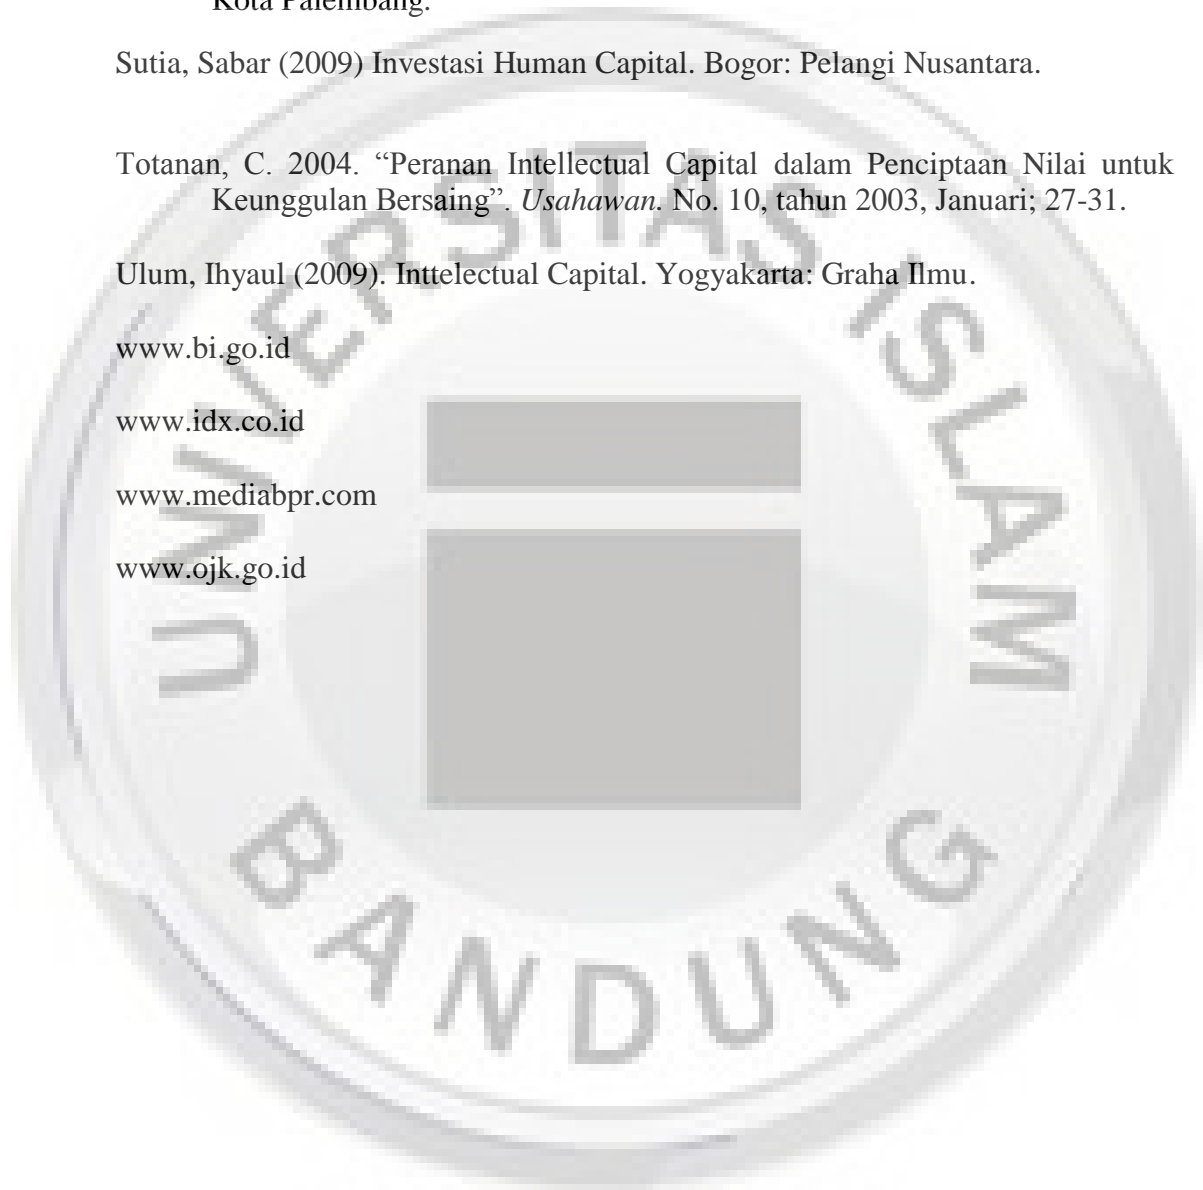 Kota Palembang.
Sutia, Sabar (2009) Investasi Human Capital. Bogor: Pelangi Nusantara.
Totanan, C. 2004. “Peranan Intellectual Capital dalam Penciptaan Nilai untuk
Keunggulan Bersaing”. Usahawan. No. 10, tahun 2003, Januari; 27-31.
Ulum, Ihyaul (2009). Inttelectual Capital. Yogyakarta: Graha Ilmu.
www.bi.go.id
www.idx.co.id
www.mediabpr.com
www.ojk.go.id
UNIVERSITAS ISLAM
BANDUNG